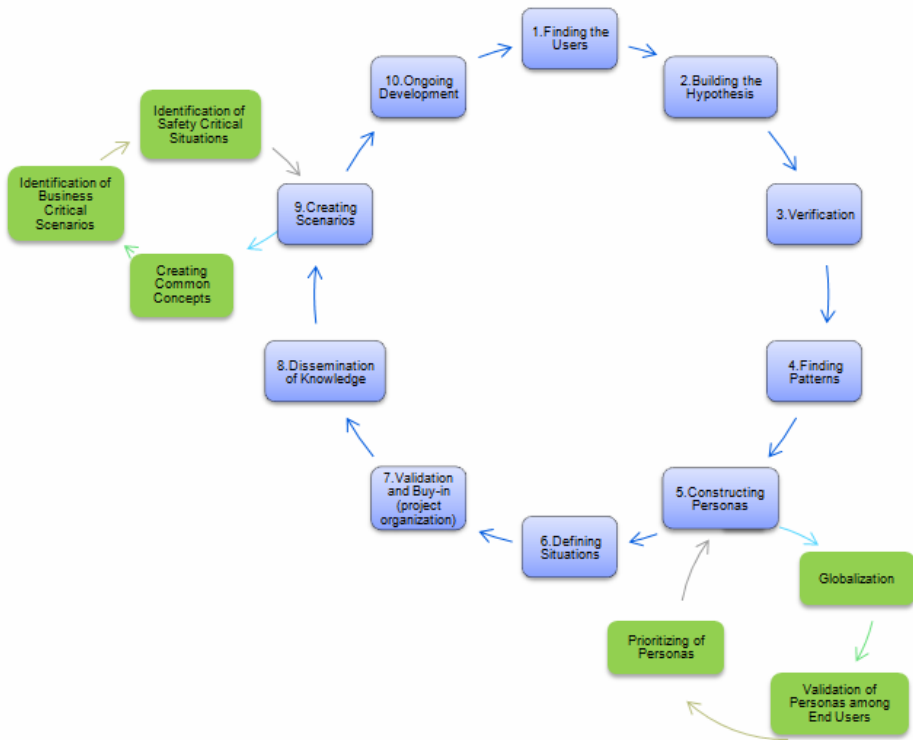 1.Finding the
Users
2.Building the
Hypothesis
3.Verification
4.Finding
Patterns
5.Constructing
Personas
Globalization
Validation of
Personas among
End Users
Prioritizing of
Personas
6.Defining
Situations
7.Validation
and Buy-in
(project
organization)
8.Dissemination
of Knowledge
9.Creating
Scenarios
Creating
Common
Concepts
Identification of
Business
Critical
Scenarios
Identification of
Safety Critical
Situations
10.Ongoing
Development